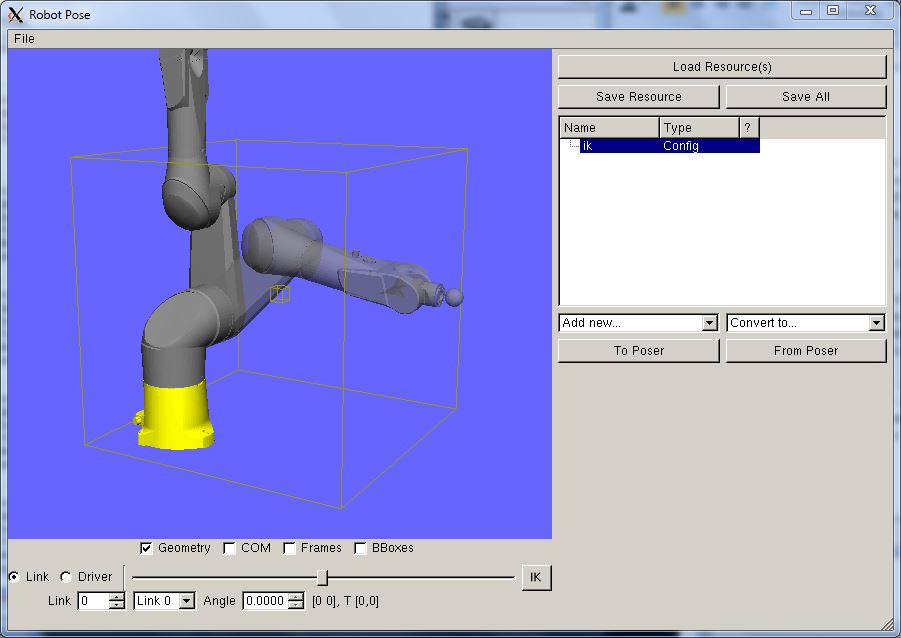 Robot Pose
File
Load Resource(s)
Save Resource Save All
Name Type ?
ik Config
Add new... Convert to...
To Poser From Poser
Geometry COM Frames BBoxes
Link Driver IK
Link 0 Link 0 Angle 0.0000 [0 0], T [0,0]